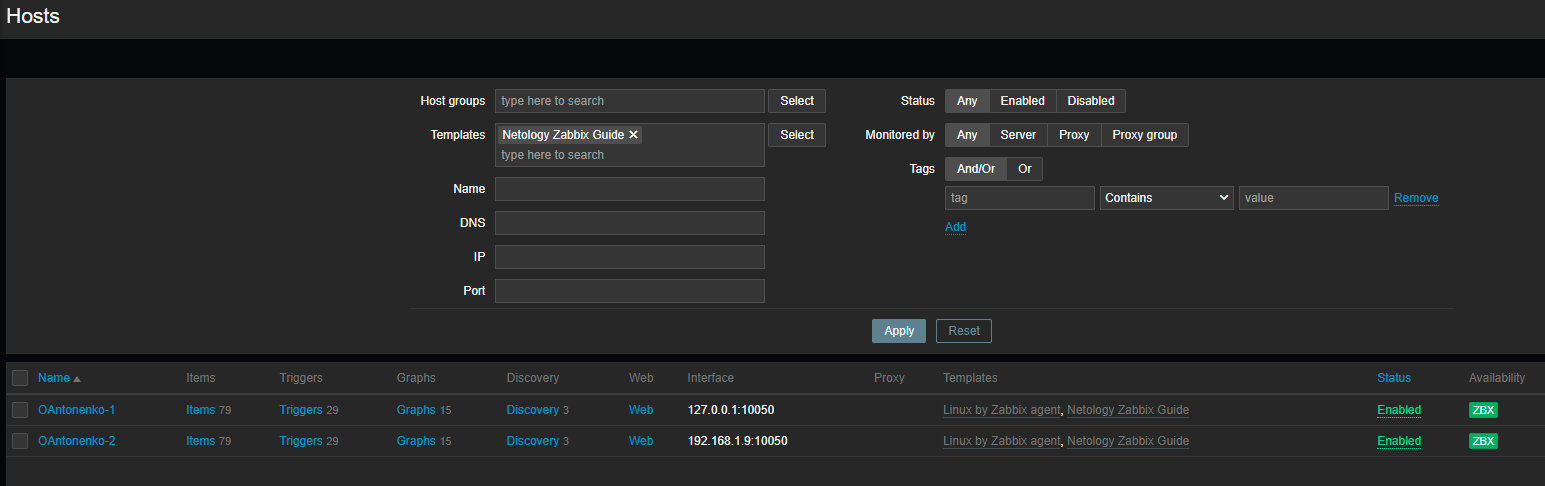 Hosts
Host groups type here to search Select Status Any Enabled Disabled
Templates Netology Zabbix Guide × Select Monitored by Any Server Proxy Proxy group
type here to search
Tags And/Or Or
Name tag Contains value Remove
DNS Add
IP
Port
Apply Reset
Name Items Triggers Graphs Discovery Web Interface Proxy Templates Status Availability
OAntonenko-1 Items 79 Triggers 29 Graphs 15 Discovery 3 Web 127.0.0.1:10050 Linux by Zabbix agent, Netology Zabbix Guide Enabled ZBX
OAntonenko-2 Items 79 Triggers 29 Graphs 15 Discovery 3 Web 192.168.1.9:10050 Linux by Zabbix agent, Netology Zabbix Guide Enabled ZBX